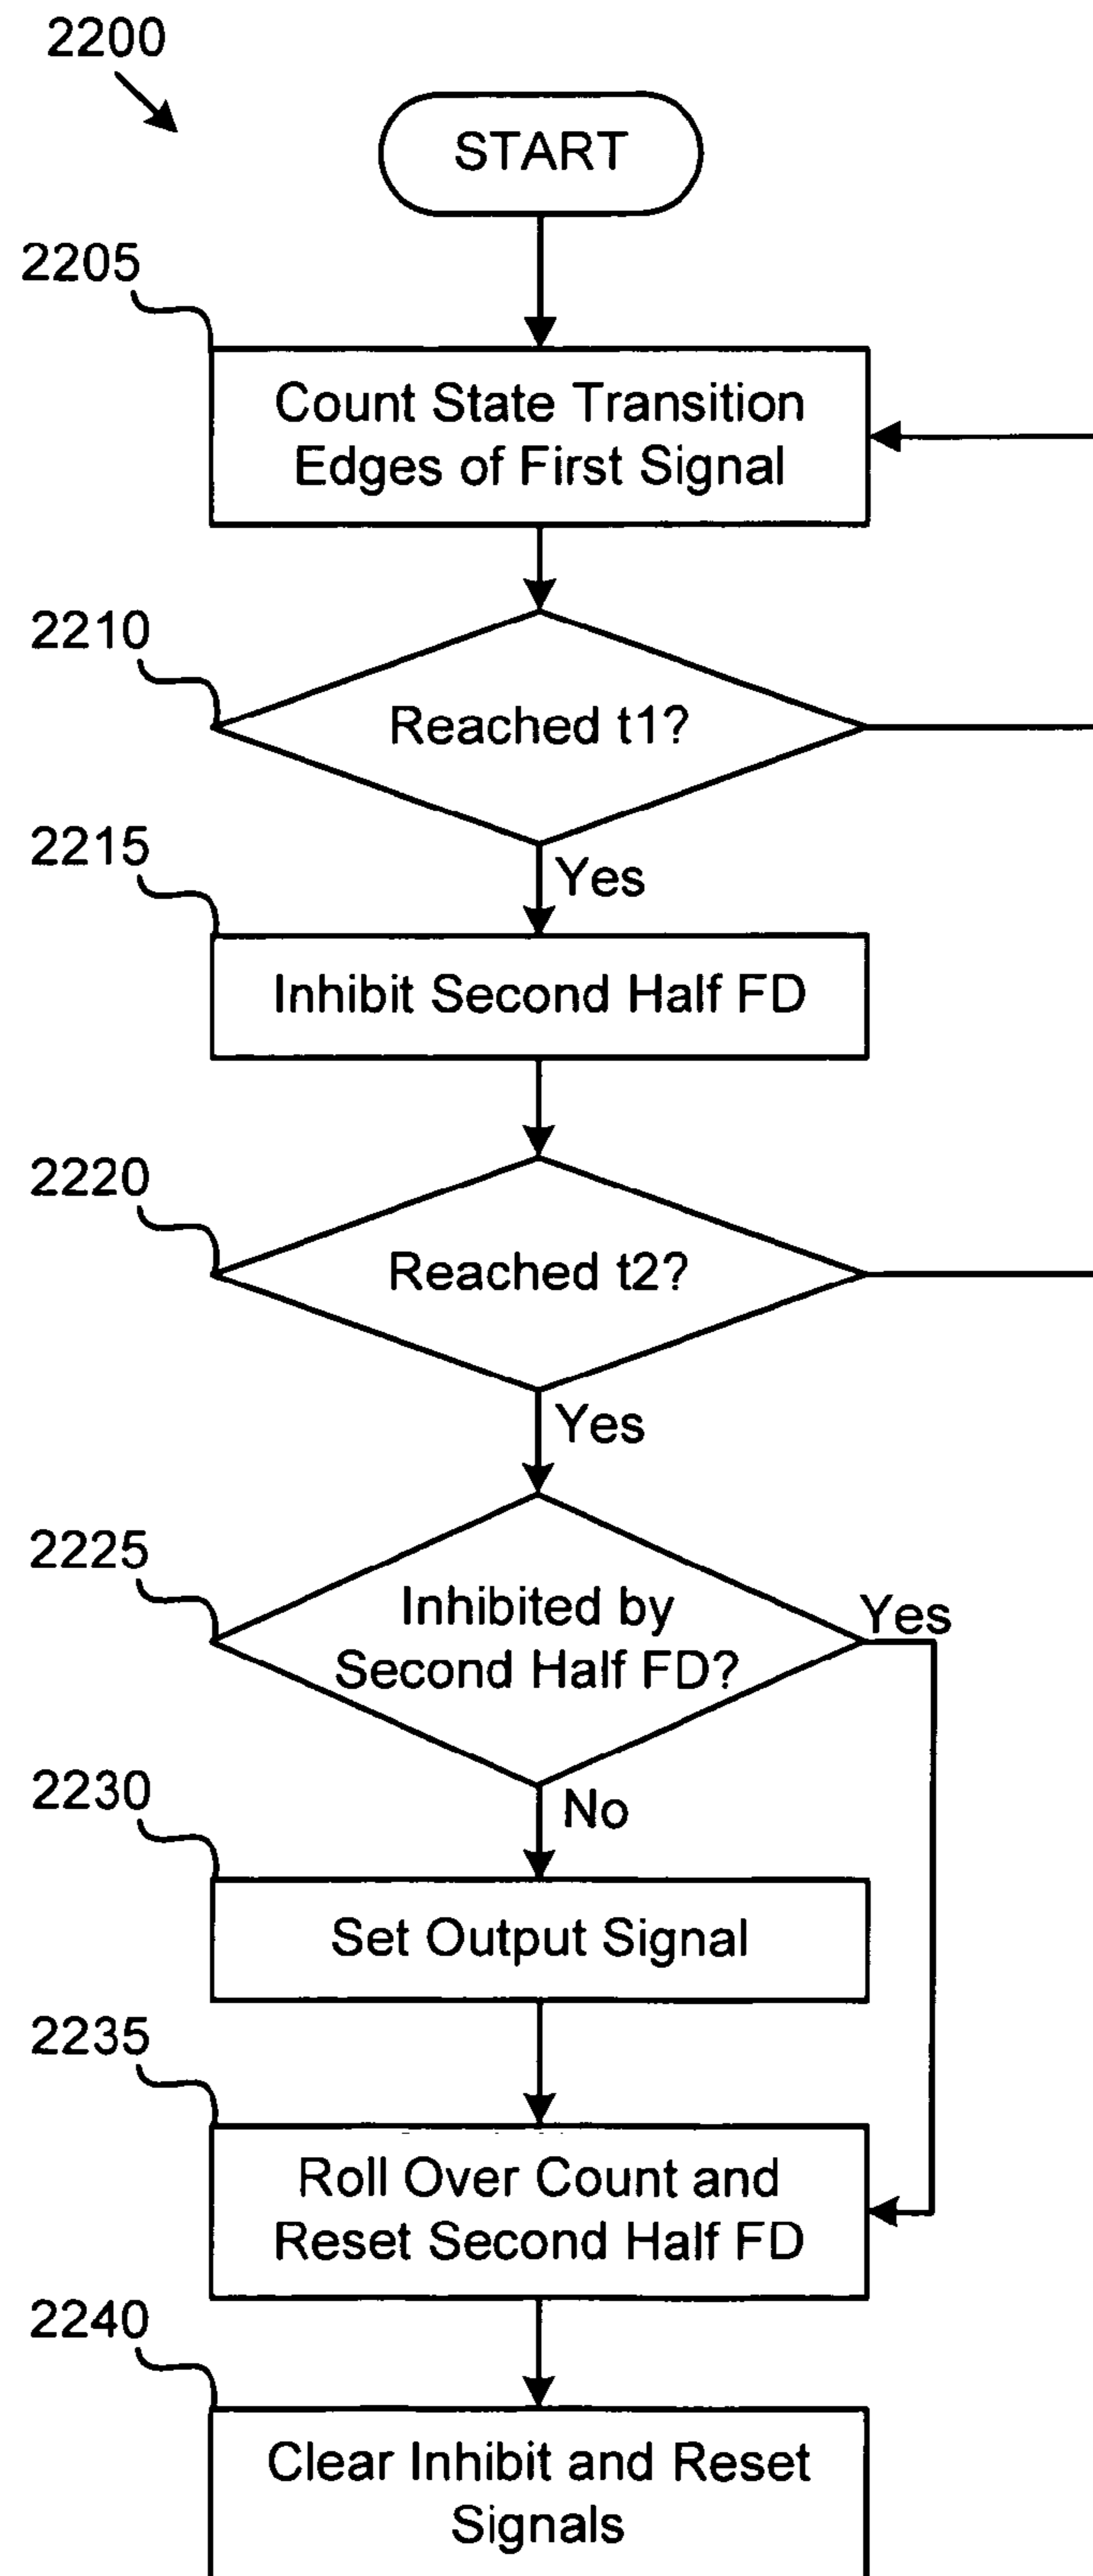 2200
START
2205
Count State Transition
Edges of First Signal
2210
Reached t1?
Yes
2215
Inhibit Second Half FD
2220
Reached t2?
Yes
2225
Inhibited by
Second Half FD?
Yes
No
2230
Set Output Signal
2235
Roll Over Count and
Reset Second Half FD
2240
Clear Inhibit and Reset
Signals